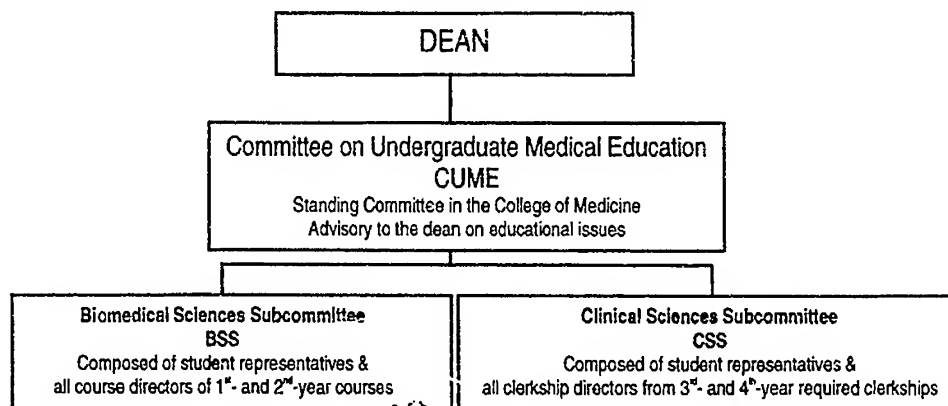 DEAN
Committee on Undergraduate Medical Education
CUME
Standing Committee in the College of Medicine
Advisory to the dean on educational issues
Biomedical Sciences Subcommittee
BSS
Composed of student representatives &
all course directors of 1st- and 2nd-year courses
Clinical Sciences Subcommittee
CSS
Composed of student representatives &
all clerkship directors from 3rd- and 4th-year required clerkships